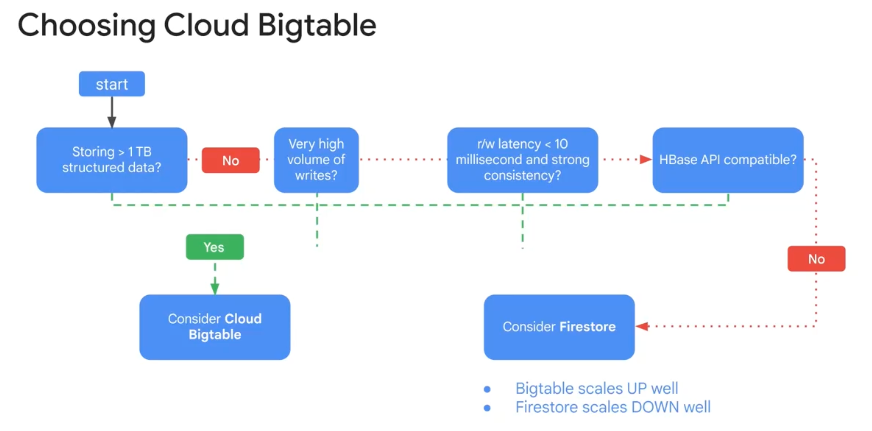 Choosing Cloud Bigtable
start
Storing > 1 TB
structured data?
No
Very high
volume of
writes?
r/w latency < 10
millisecond and strong
consistency?
HBase API compatible?
Yes
No
Consider Cloud
Bigtable
Consider Firestore
● Bigtable scales UP well
● Firestore scales DOWN well